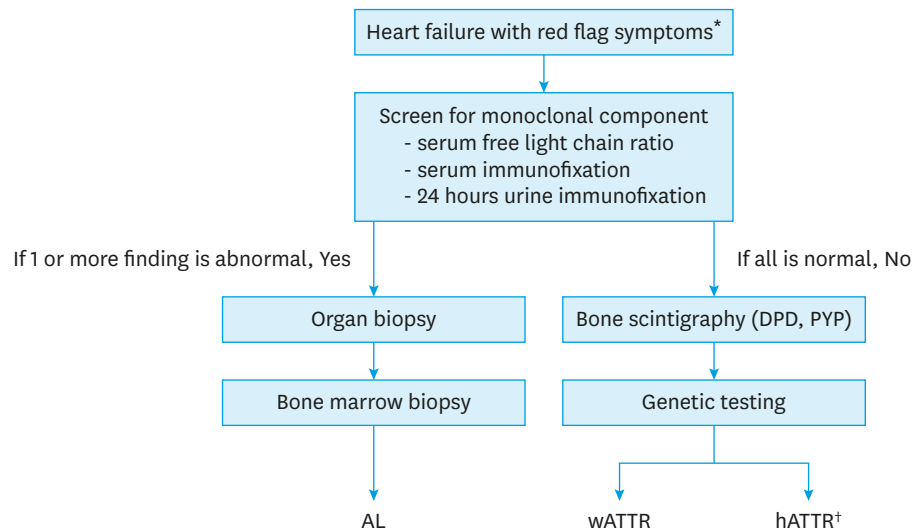 Heart failure with red flag symptoms*
Screen for monoclonal component
- serum free light chain ratio
- serum immunofixation
- 24 hours urine immunofixation
If 1 or more finding is abnormal, Yes
If all is normal, No
Organ biopsy
Bone scintigraphy (DPD, PYP)
Bone marrow biopsy
Genetic testing
AL
wATTR
hATTR†